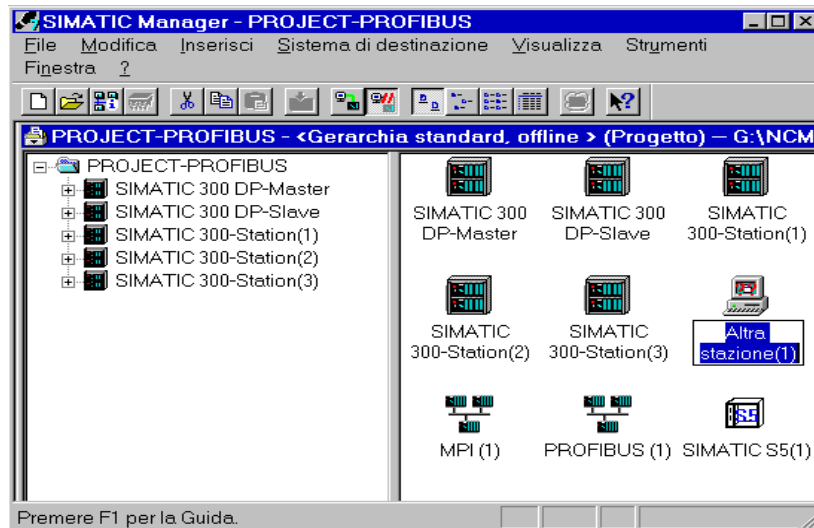 SIMATIC Manager - PROJECT-PROFIBUS
File Modifica Inserisci Sistema di destinazione Visualizza Strumenti
Finestra ?
PROJECT-PROFIBUS - <Gerarchia standard, offline > (Progetto) — G:\NCM
PROJECT-PROFIBUS
SIMATIC 300 DP-Master
SIMATIC 300 DP-Slave
SIMATIC 300-Station(1)
SIMATIC 300-Station(2)
SIMATIC 300-Station(3)
SIMATIC 300
DP-Master
SIMATIC 300
DP-Slave
SIMATIC
300-Station(1)
SIMATIC
300-Station(2)
SIMATIC
300-Station(3)
Altra
stazione(1)
MPI (1)
PROFIBUS (1)
S5
SIMATIC S5(1)
Premere F1 per la Guida.